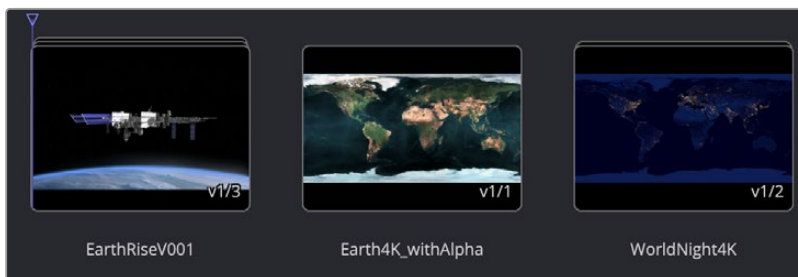 v1/3
v1/1
v1/2
EarthRiseV001
Earth4K_withAlpha
WorldNight4K